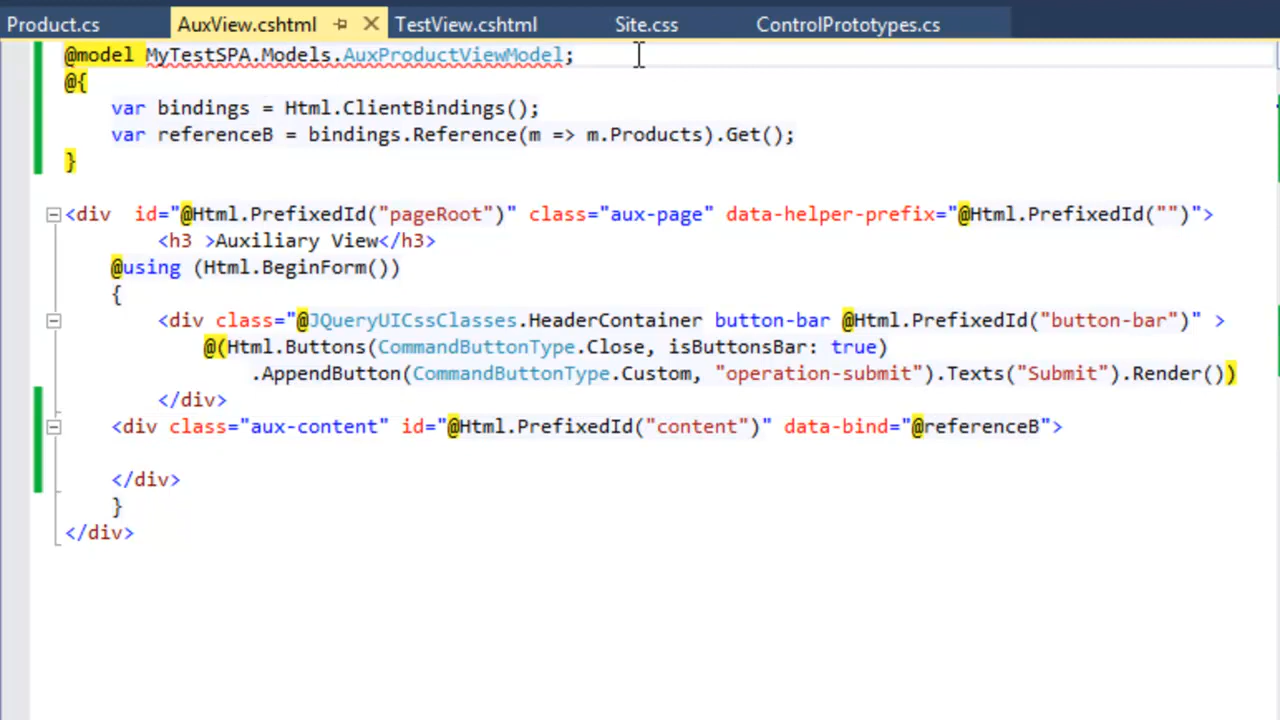 Product.cs AuxView.cshtml TestView.cshtml Site.css ControlPrototypes.cs
@model MyTestSPA.Models.AuxProductViewModel;
@{
    var bindings = Html.ClientBindings();
    var referenceB = bindings.Reference(m => m.Products).Get();
}
<div  id="@Html.PrefixedId("pageRoot")" class="aux-page" data-helper-prefix="@Html.PrefixedId("")">
        <h3 >Auxiliary View</h3>
    @using (Html.BeginForm())
    {
        <div class="@JQueryUICssClasses.HeaderContainer button-bar @Html.PrefixedId("button-bar")" >
            @(Html.Buttons(CommandButtonType.Close, isButtonsBar: true)
                .AppendButton(CommandButtonType.Custom, "operation-submit").Texts("Submit").Render())
        </div>
    <div class="aux-content" id="@Html.PrefixedId("content")" data-bind="@referenceB">
    </div>
    }
</div>